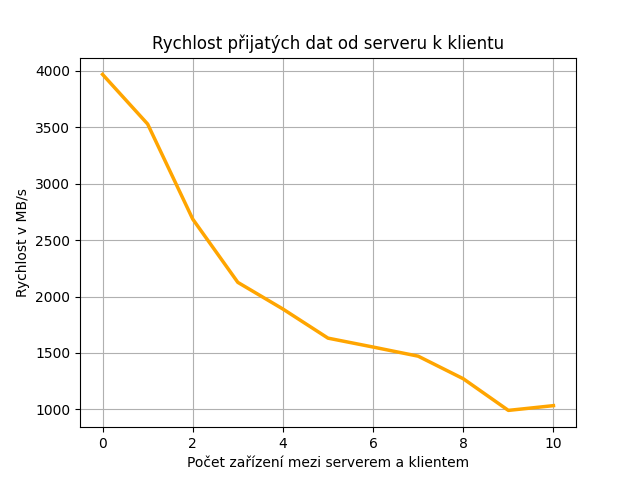 Rychlost přijatých dat od serveru k klientu
Rychlost v MB/s
4000
3500
3000
2500
2000
1500
1000
0 2 4 6 8 10
Počet zařízení mezi serverem a klientem